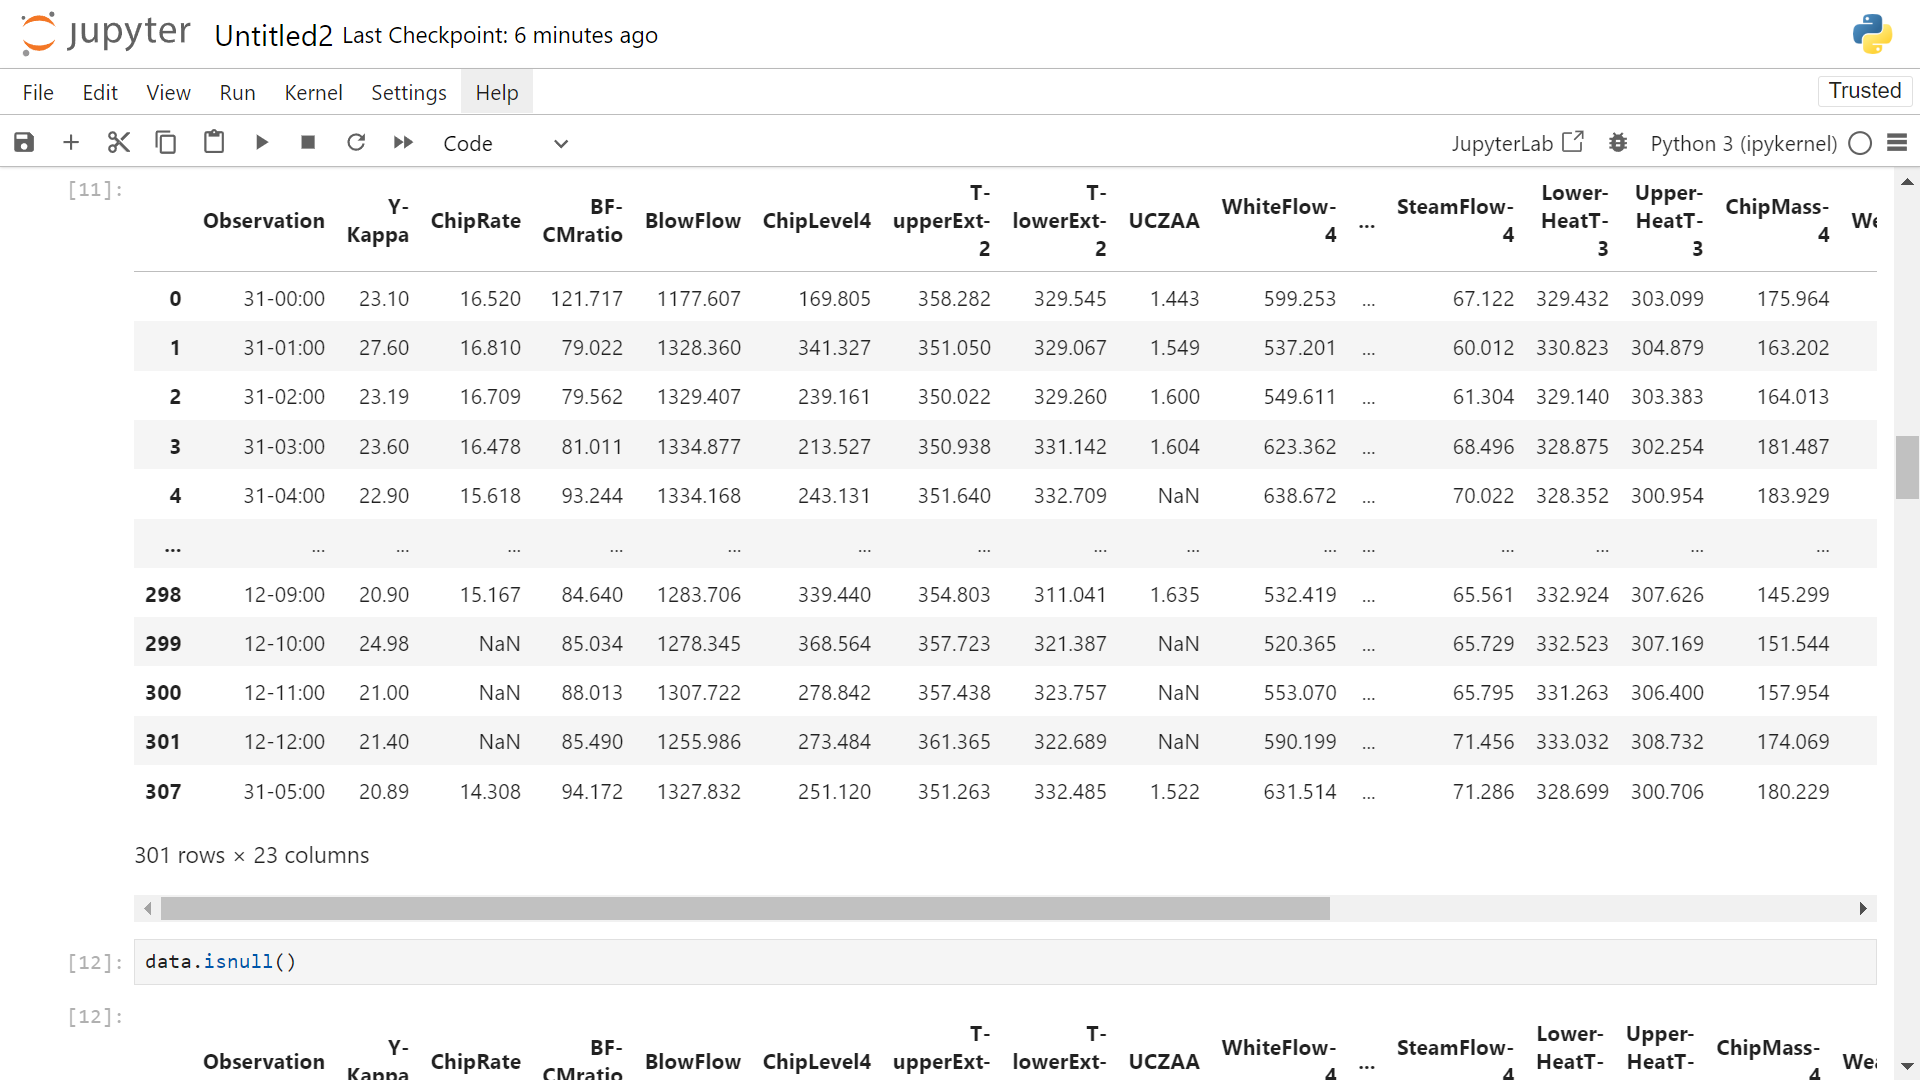 jupyter Untitled2 Last Checkpoint: 6 minutes ago
File Edit View Run Kernel Settings Help Trusted
Code JupyterLab Python 3 (ipykernel)
[11]:
Observation Y-Kappa ChipRate BF-CMratio BlowFlow ChipLevel4 T-upperExt-2 T-lowerExt-2 UCZAA WhiteFlow-4 ... SteamFlow-4 Lower-HeatT-3 Upper-HeatT-3 ChipMass-4 We
0 31-00:00 23.10 16.520 121.717 1177.607 169.805 358.282 329.545 1.443 599.253 ... 67.122 329.432 303.099 175.964
1 31-01:00 27.60 16.810 79.022 1328.360 341.327 351.050 329.067 1.549 537.201 ... 60.012 330.823 304.879 163.202
2 31-02:00 23.19 16.709 79.562 1329.407 239.161 350.022 329.260 1.600 549.611 ... 61.304 329.140 303.383 164.013
3 31-03:00 23.60 16.478 81.011 1334.877 213.527 350.938 331.142 1.604 623.362 ... 68.496 328.875 302.254 181.487
4 31-04:00 22.90 15.618 93.244 1334.168 243.131 351.640 332.709 NaN 638.672 ... 70.022 328.352 300.954 183.929
... ... ... ... ... ... ... ... ... ... ... ... ... ... ... ...
298 12-09:00 20.90 15.167 84.640 1283.706 339.440 354.803 311.041 1.635 532.419 ... 65.561 332.924 307.626 145.299
299 12-10:00 24.98 NaN 85.034 1278.345 368.564 357.723 321.387 NaN 520.365 ... 65.729 332.523 307.169 151.544
300 12-11:00 21.00 NaN 88.013 1307.722 278.842 357.438 323.757 NaN 553.070 ... 65.795 331.263 306.400 157.954
301 12-12:00 21.40 NaN 85.490 1255.986 273.484 361.365 322.689 NaN 590.199 ... 71.456 333.032 308.732 174.069
307 31-05:00 20.89 14.308 94.172 1327.832 251.120 351.263 332.485 1.522 631.514 ... 71.286 328.699 300.706 180.229
301 rows × 23 columns
[12]: data.isnull()
[12]:
Observation Y-Kappa ChipRate BF-CMratio BlowFlow ChipLevel4 T-upperExt- T-lowerExt- UCZAA WhiteFlow-4 ... SteamFlow-4 Lower-HeatT- Upper-HeatT- ChipMass-4 We